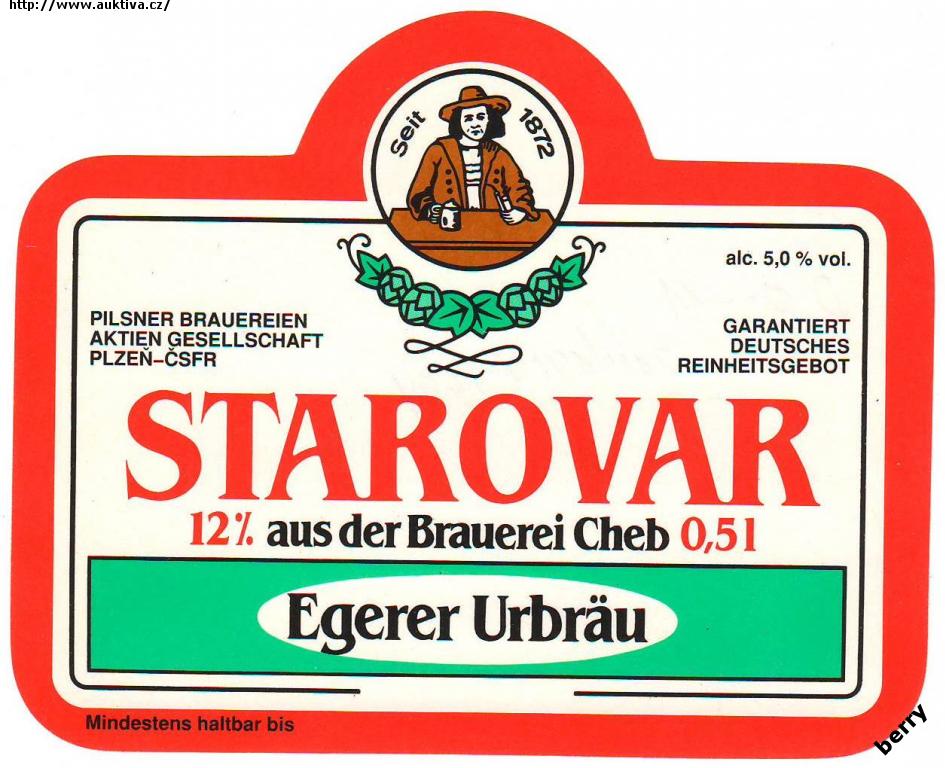 http://www.auktiva.cz/
Seit 1872
alc. 5,0 % vol.
PILSNER BRAUEREIEN
AKTIEN GESELLSCHAFT
PLZEŇ–ČSFR
GARANTIERT
DEUTSCHES
REINHEITSGEBOT
STAROVAR
12% aus der Brauerei Cheb 0,5l
Egerer Urbräu
Mindestens haltbar bis
berry